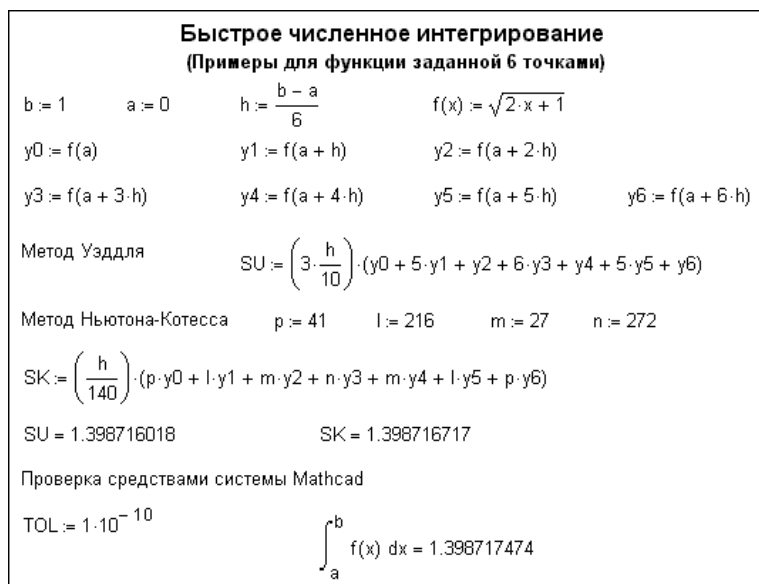 Быстрое численное интегрирование
(Примеры для функции заданной 6 точками)
b := 1 a := 0 h := (b − a)/6 f(x) := √(2·x + 1)
y0 := f(a) y1 := f(a + h) y2 := f(a + 2·h)
y3 := f(a + 3·h) y4 := f(a + 4·h) y5 := f(a + 5·h) y6 := f(a + 6·h)
Метод Уэддля SU := (3·h/10)·(y0 + 5·y1 + y2 + 6·y3 + y4 + 5·y5 + y6)
Метод Ньютона-Котесса p := 41 l := 216 m := 27 n := 272
SK := (h/140)·(p·y0 + l·y1 + m·y2 + n·y3 + m·y4 + l·y5 + p·y6)
SU = 1.398716018 SK = 1.398716717
Проверка средствами системы Mathcad
TOL := 1·10^−10 ∫_a^b f(x) dx = 1.398717474